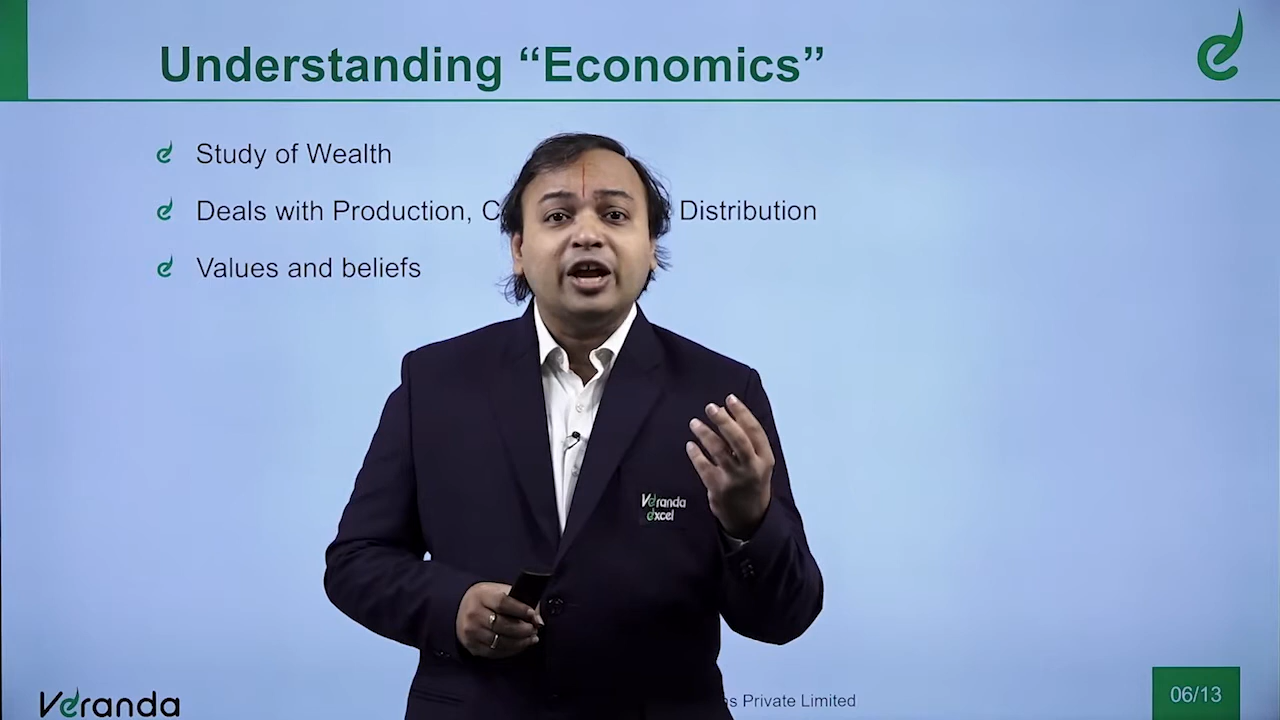 Understanding “Economics”
Study of Wealth
Deals with Production, C Distribution
Values and beliefs
Veranda
excel
Veranda
Private Limited
06/13